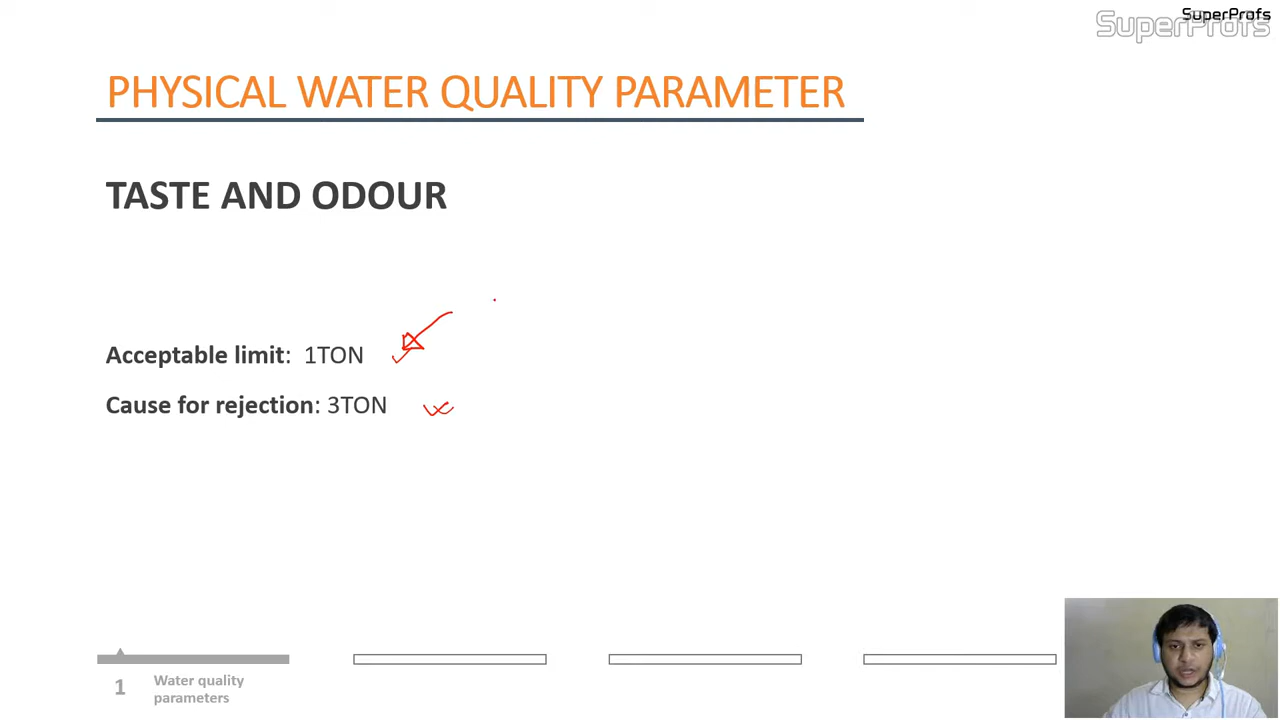 SuperProfs
SuperProfs
PHYSICAL WATER QUALITY PARAMETER
TASTE AND ODOUR
Acceptable limit: 1TON
Cause for rejection: 3TON
1
Water quality
parameters